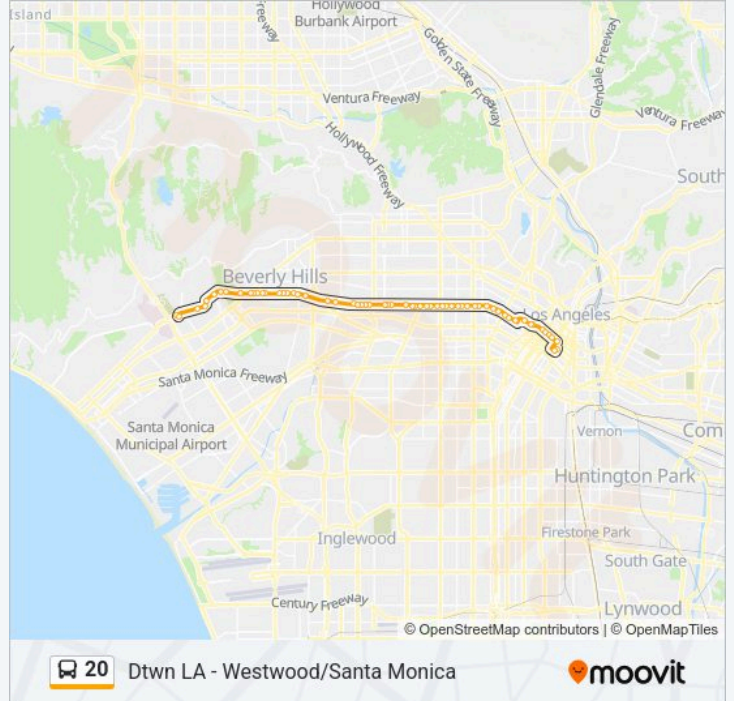 Island
Hollywood
Burbank Airport
Freeway
Golden State Freeway
Glendale Freeway
Ventura Freeway
Ventura Freeway
Hollywood Freeway
South
Beverly Hills
Los Angeles
Santa Monica Freeway
Santa Monica
Municipal Airport
Vernon
Com
Huntington Park
Inglewood
Firestone Park
South Gate
Century Freeway
Lynwood
© OpenStreetMap contributors | © OpenMapTiles
20 Dtwn LA - Westwood/Santa Monica
moovit